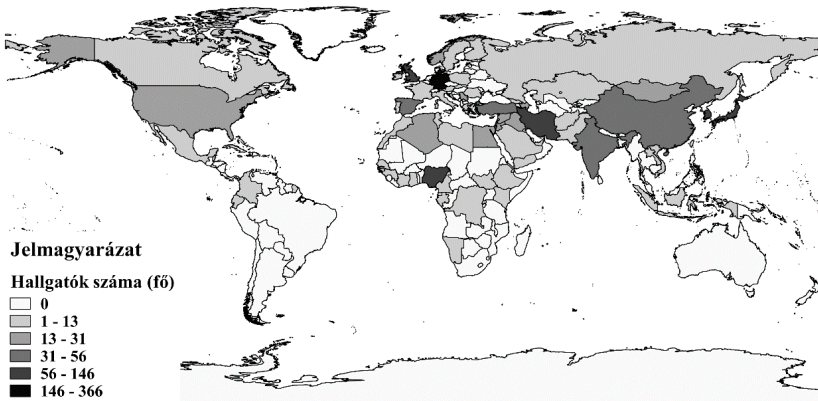 Jelmagyarázat
Hallgatók száma (fő)
0
1 - 13
13 - 31
31 - 56
56 - 146
146 - 366